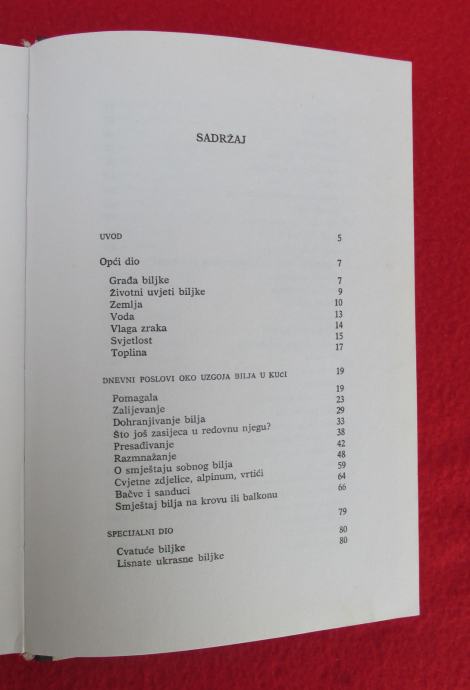 SADRŽAJ
UVOD 5
Opći dio 7
Građa biljke 7
Životni uvjeti biljke 9
Zemlja 10
Voda 13
Vlaga zraka 14
Svjetlost 15
Toplina 17
DNEVNI POSLOVI OKO UZGOJA BILJA U KUĆI 19
Pomagala 19
Zalijevanje 23
Dohranjivanje bilja 29
Što još zasijeca u redovnu njegu? 33
Presađivanje 38
Razmnažanje 42
O smještaju sobnog bilja 48
Cvjetne zdjelice, alpinum, vrtići 59
Bačve i sanduci 64
Smještaj bilja na krovu ili balkonu 66
SPECIJALNI DIO 79
Cvatuće biljke 80
Lisnate ukrasne biljke 80